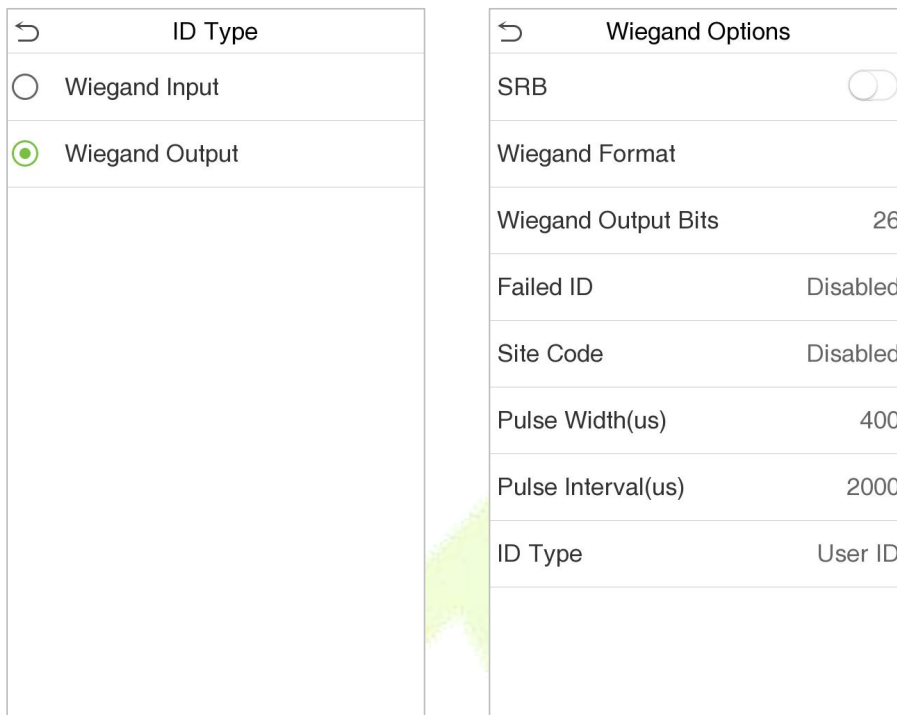 ID Type
Wiegand Input
Wiegand Output
Wiegand Options
SRB
Wiegand Format
Wiegand Output Bits 26
Failed ID Disabled
Site Code Disabled
Pulse Width(us) 400
Pulse Interval(us) 2000
ID Type User ID